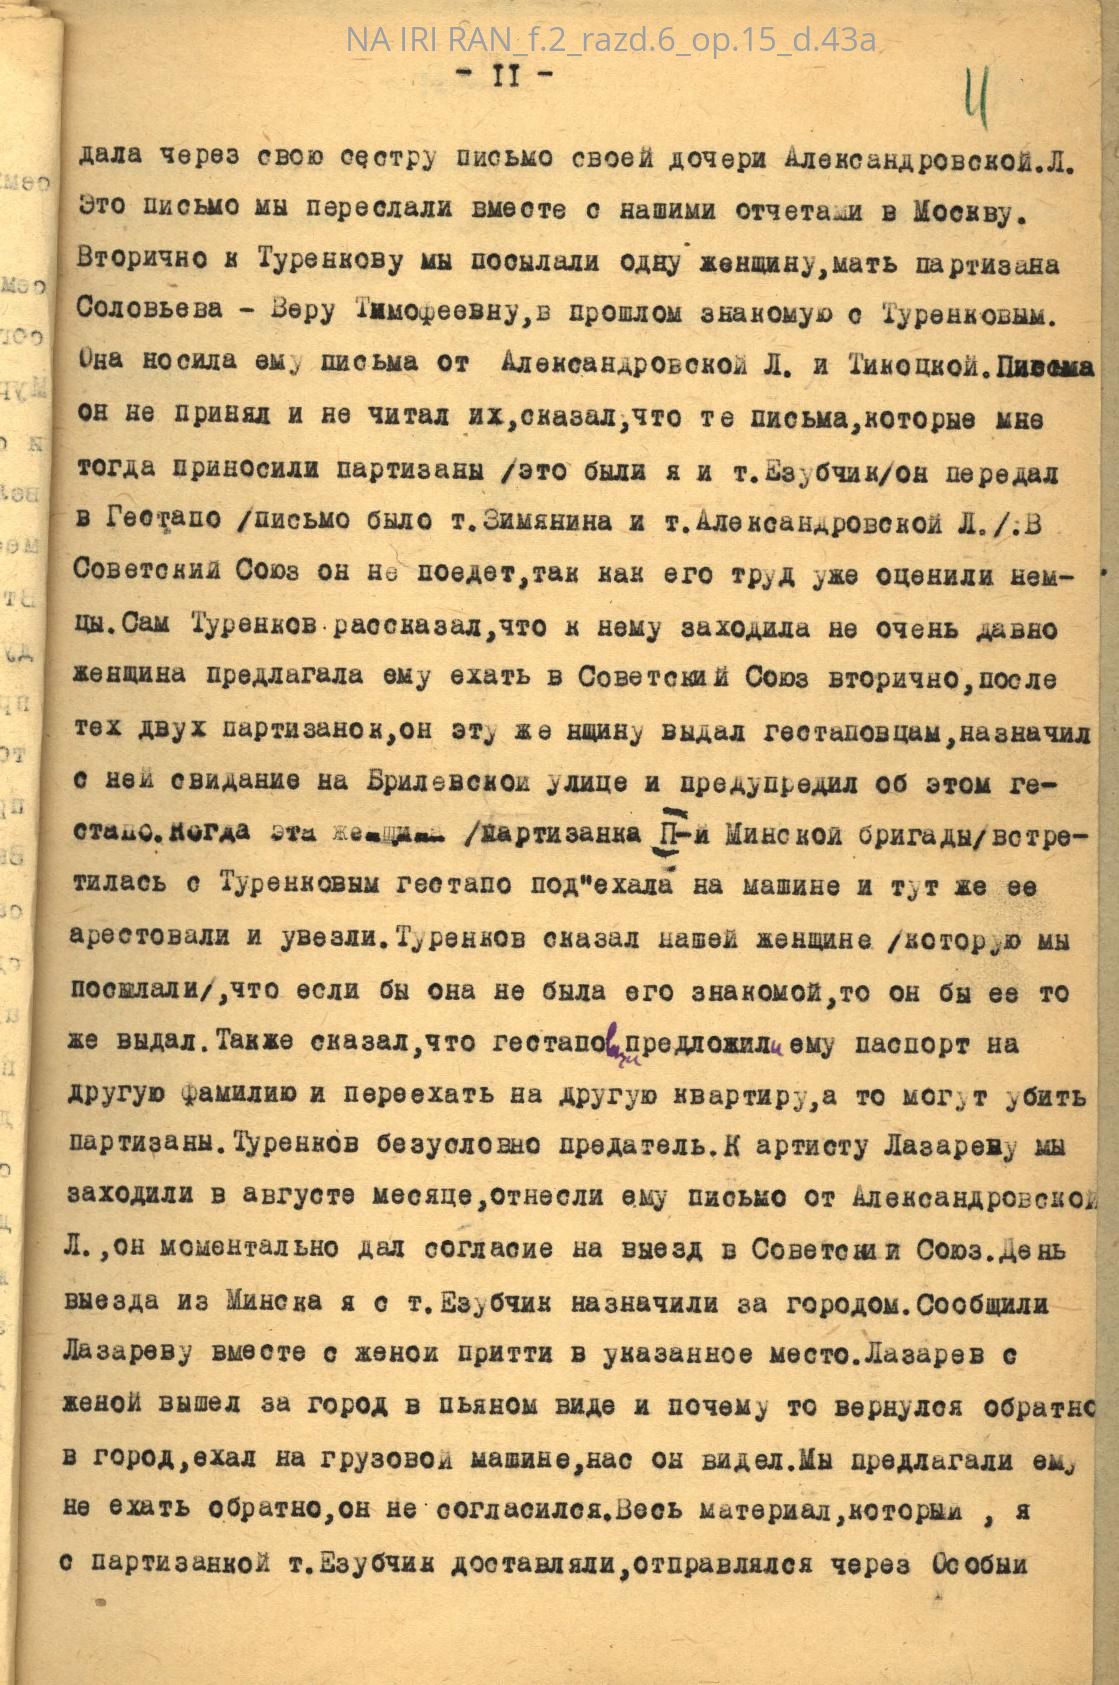 NA IRI RAN_f.2_razd.6_op.15_d.43a
- II -
11
дала через свою сестру письмо своей дочери Александровской.Л.
Это письмо мы переслали вместе с нашими отчетами в Москву.
Вторично к Туренкову мы посылали одну женщину,мать партизана
Соловьева - Веру Тимофеевну,в прошлом знакомую с Туренковым.
Она носила ему письма от Александровской Л. и Тикоцкой.Письма
он не принял и не читал их,сказал,что те письма,которые мне
тогда приносили партизаны /это были я и т.Езубчик/он передал
в Гестапо /письмо было т.Зимянина и т.Александровской Л./.В
Советский Союз он не поедет,так как его труд уже оценили нем-
цы.Сам Туренков рассказал,что к нему заходила не очень давно
женщина предлагала ему ехать в Советский Союз вторично,после
тех двух партизанок,он эту же нщину выдал гестаповцам,назначил
с ней свидание на Брилевской улице и предупредил об этом ге-
стапо.Когда эта женщина /партизанка П-й Минской бригады/встре-
тилась с Туренковым гестапо под"ехала на машине и тут же ее
арестовали и увезли.Туренков сказал нашей женщине /которую мы
посылали/,что если бы она не была его знакомой,то он бы ее то
же выдал.Также сказал,что гестаповцы предложили ему паспорт на
другую фамилию и переехать на другую квартиру,а то могут убить
партизаны.Туренков безусловно предатель.К артисту Лазареву мы
заходили в августе месяце,отнесли ему письмо от Александровской
Л.,он моментально дал согласие на выезд в Советский Союз.День
выезда из Минска я с т.Езубчик назначили за городом.Сообщили
Лазареву вместе с женой притти в указанное место.Лазарев с
женой вышел за город в пьяном виде и почему то вернулся обратно
в город,ехал на грузовой машине,нас он видел.Мы предлагали ему
не ехать обратно,он не согласился.Весь материал,который , я
с партизанкой т.Езубчик доставляли,отправлялся через Особый